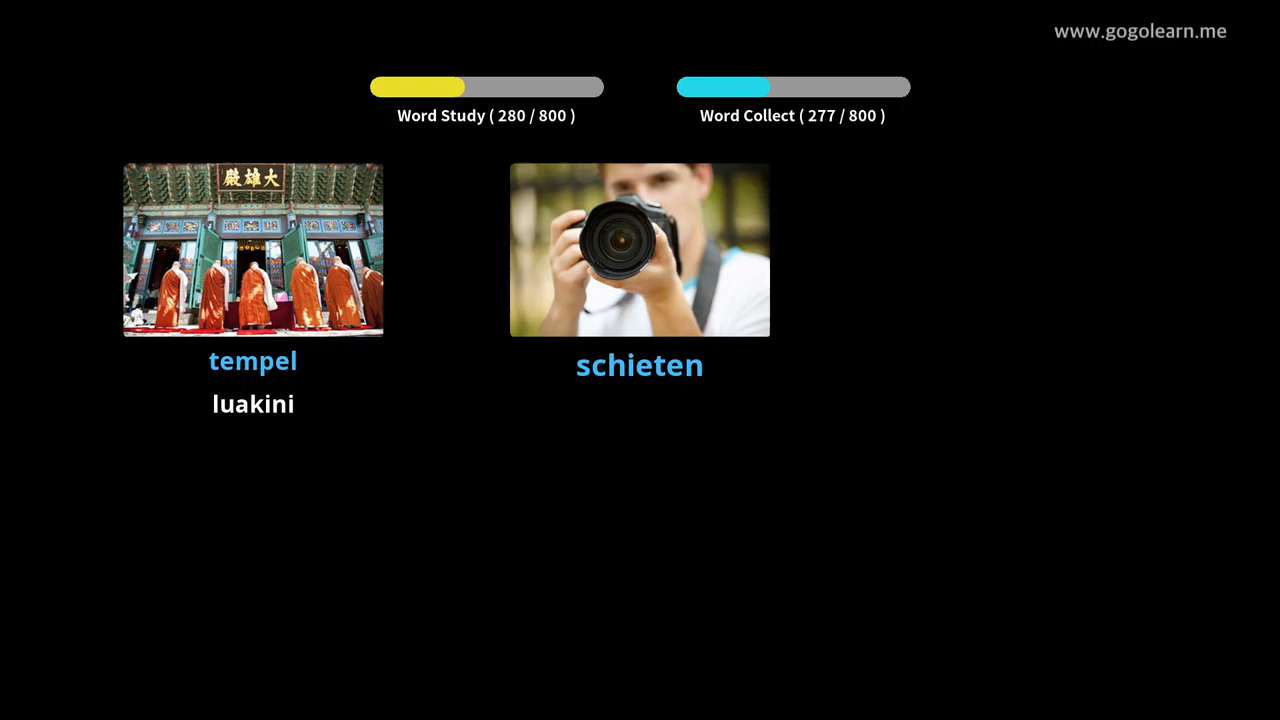 www.gogolearn.me
Word Study ( 280 / 800 )
Word Collect ( 277 / 800 )
殿雄大
tempel
schieten
luakini